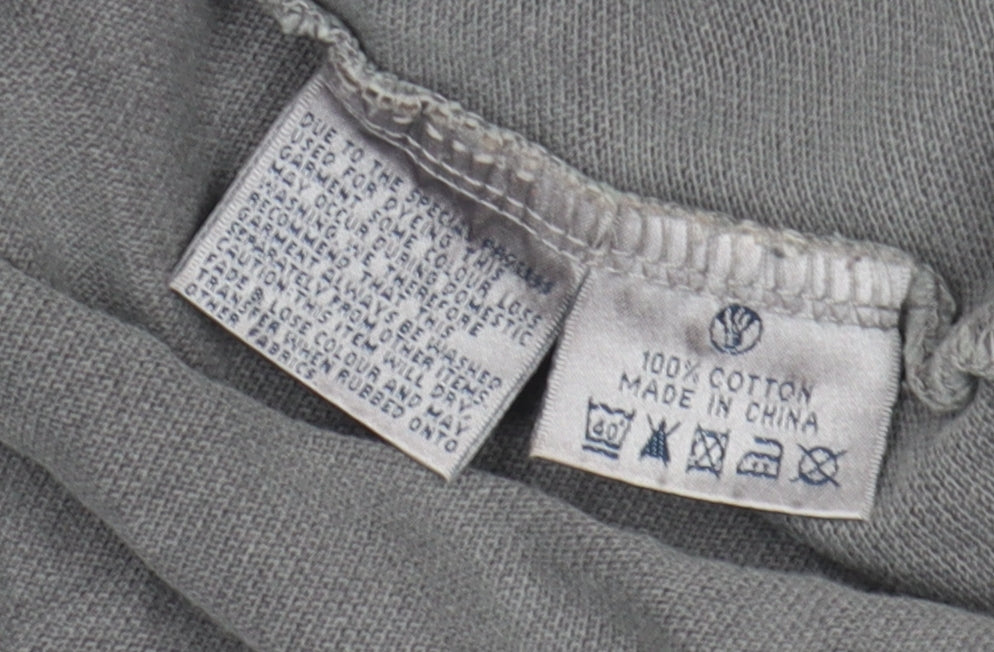 DUE TO THE SPECIAL PROCESS
USED FOR DYEING THIS
GARMENT SOME COLOUR LOSE
MAY OCCUR DURING DOMESTIC
WASHING. WE THEREFORE
RECOMMEND THAT THIS
GARMENT ALWAYS BE WASHED
SEPARATELY FROM OTHER ITEMS.
CAUTION THIS ITEM WILL DRY,
FADE & LOSE COLOUR AND MAY
TRANSFER WHEN RUBBED ONTO
OTHER FABRICS
100% COTTON
MADE IN CHINA
40°